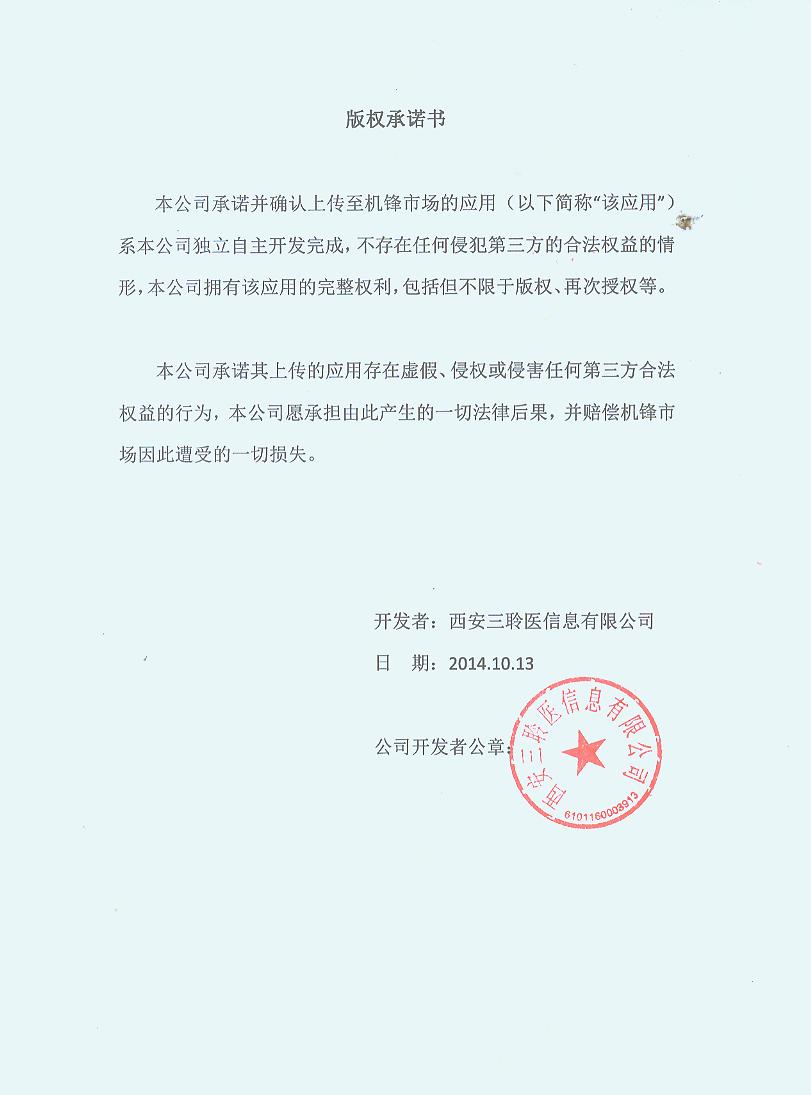 版权承诺书
本公司承诺并确认上传至机锋市场的应用（以下简称“该应用”）
系本公司独立自主开发完成，不存在任何侵犯第三方的合法权益的情
形，本公司拥有该应用的完整权利，包括但不限于版权、再次授权等。
本公司承诺其上传的应用存在虚假、侵权或侵害任何第三方合法
权益的行为，本公司愿承担由此产生的一切法律后果，并赔偿机锋市
场因此遭受的一切损失。
开发者：西安三聆医信息有限公司
日　期：2014.10.13
公司开发者公章：
西安三聆医信息有限公司
6101160003913